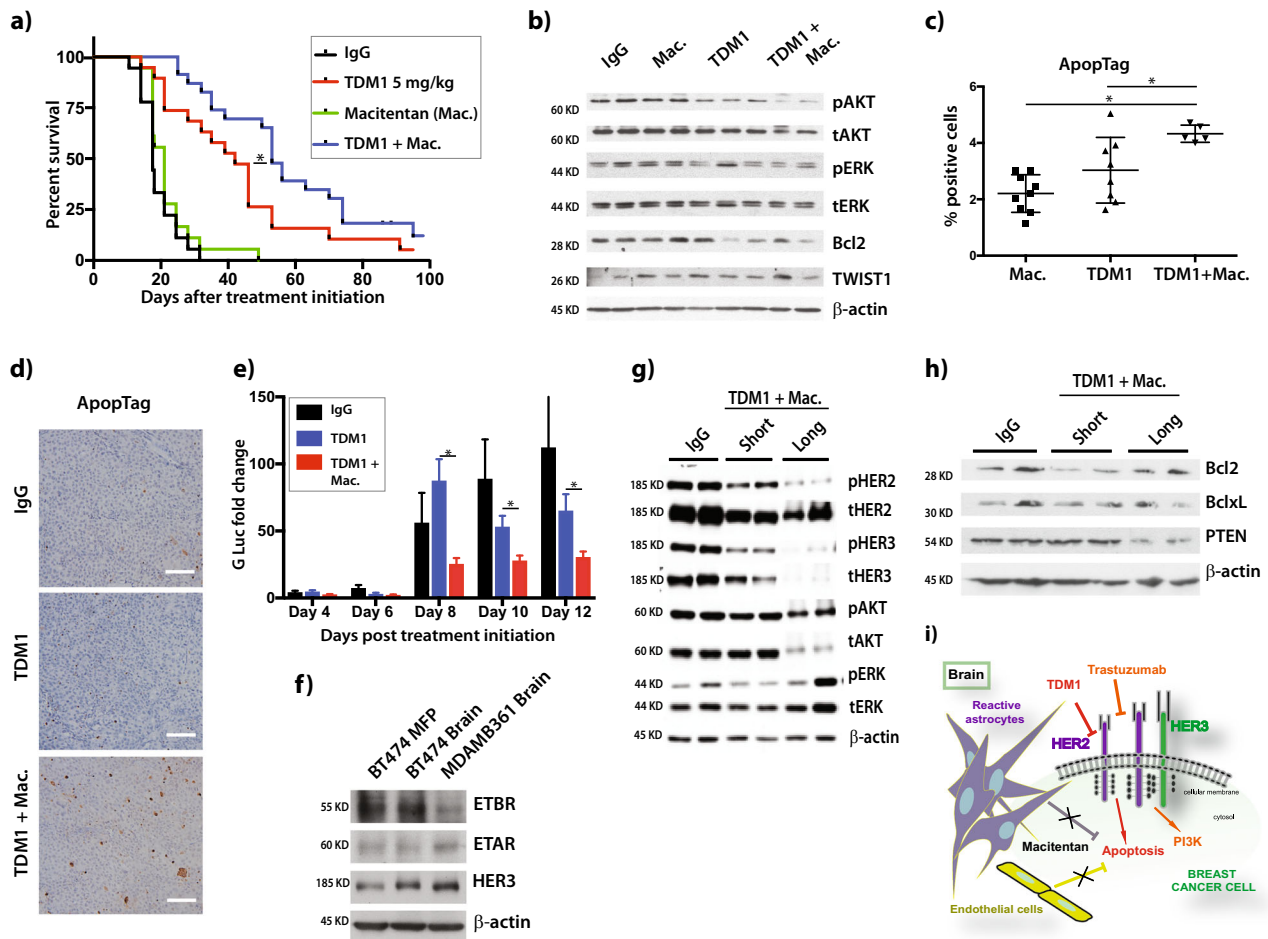 a)
Percent survival
100
75
50
25
0
0 20 40 60 80 100
Days after treatment initiation
IgG
TDM1 5 mg/kg
Macitentan (Mac.)
TDM1 + Mac.
*
b)
IgG Mac. TDM1 TDM1 + Mac.
60 KD pAKT
60 KD tAKT
44 KD pERK
44 KD tERK
28 KD Bcl2
26 KD TWIST1
45 KD β-actin
c)
ApopTag
% positive cells
6
4
2
0
*
*
Mac. TDM1 TDM1+Mac.
d)
ApopTag
IgG
TDM1
TDM1 + Mac.
e)
G Luc fold change
150
100
50
0
IgG
TDM1
TDM1 +
Mac.
* * *
Day 4 Day 6 Day 8 Day 10 Day 12
Days post treatment initiation
f)
BT474 MFP BT474 Brain MDAMB361 Brain
55 KD ETBR
60 KD ETAR
185 KD HER3
45 KD β-actin
g)
TDM1 + Mac.
IgG Short Long
185 KD pHER2
185 KD tHER2
185 KD pHER3
185 KD tHER3
60 KD pAKT
60 KD tAKT
44 KD pERK
44 KD tERK
45 KD β-actin
h)
TDM1 + Mac.
IgG Short Long
28 KD Bcl2
30 KD BclxL
54 KD PTEN
45 KD β-actin
i)
Brain
Trastuzumab
TDM1
Reactive
astrocytes
HER2
HER3
cellular membrane
cytosol
Macitentan
Apoptosis
PI3K
BREAST
CANCER CELL
Endothelial cells